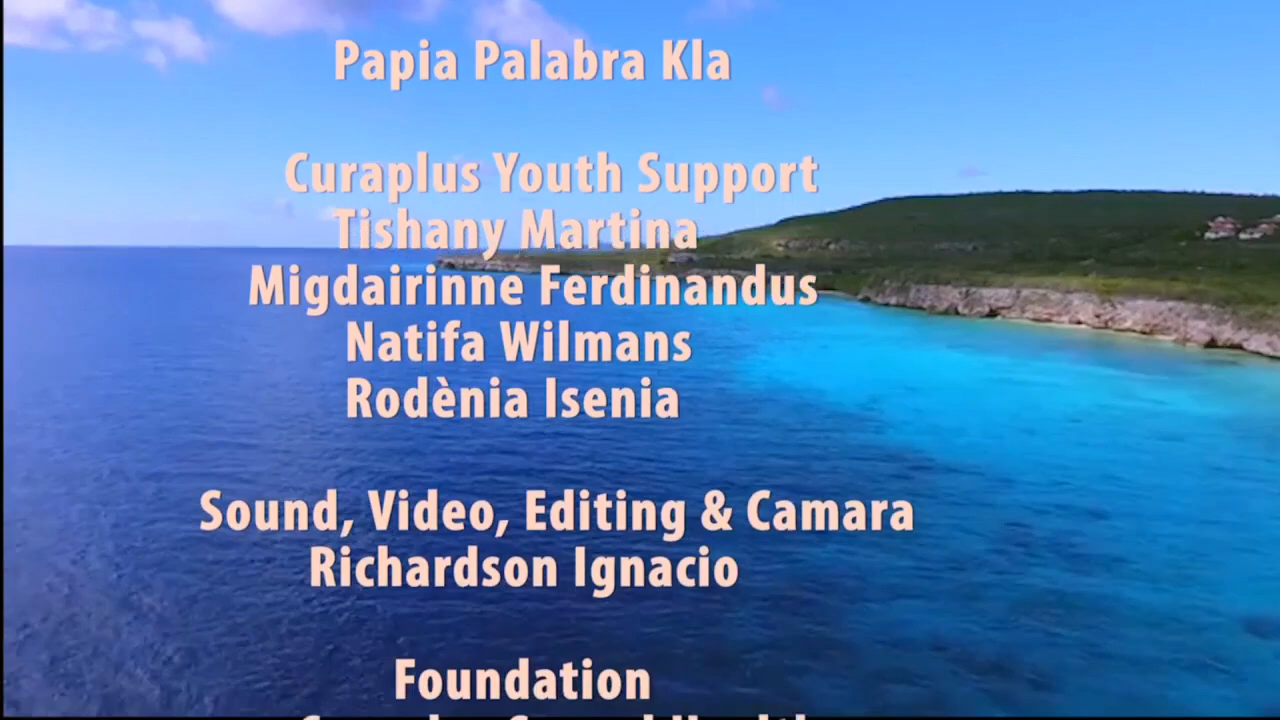 Papia Palabra Kla
Curaplus Youth Support
Tishany Martina
Migdairinne Ferdinandus
Natifa Wilmans
Rodènia Isenia
Sound, Video, Editing & Camara
Richardson Ignacio
Foundation